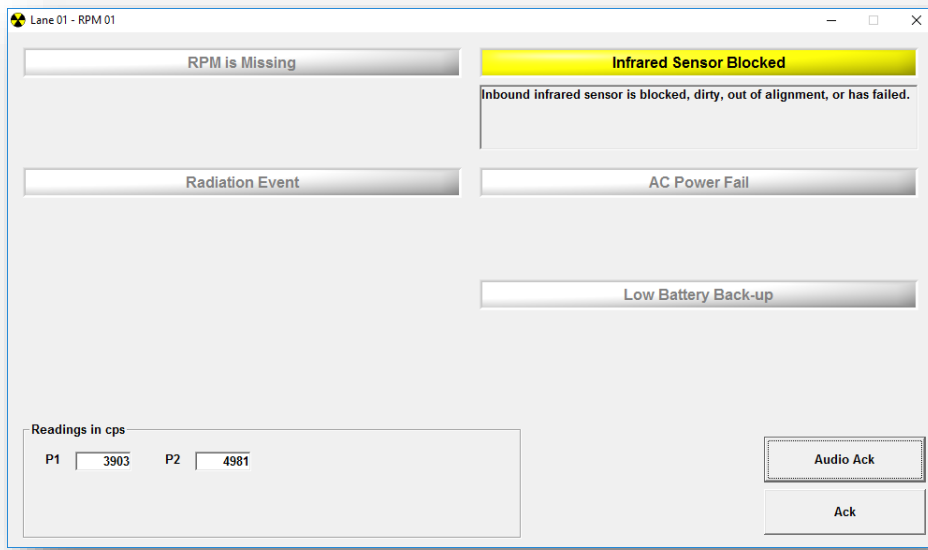 Lane 01 - RPM 01
RPM is Missing
Infrared Sensor Blocked
Inbound infrared sensor is blocked, dirty, out of alignment, or has failed.
Radiation Event
AC Power Fail
Low Battery Back-up
Readings in cps
P1 3903 P2 4981
Audio Ack
Ack